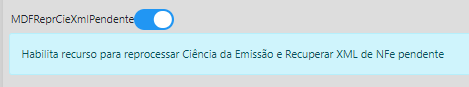 MDFReprCieXmlPendente
Habilita recurso para reprocessar Ciência da Emissão e Recuperar XML de NFe pendente